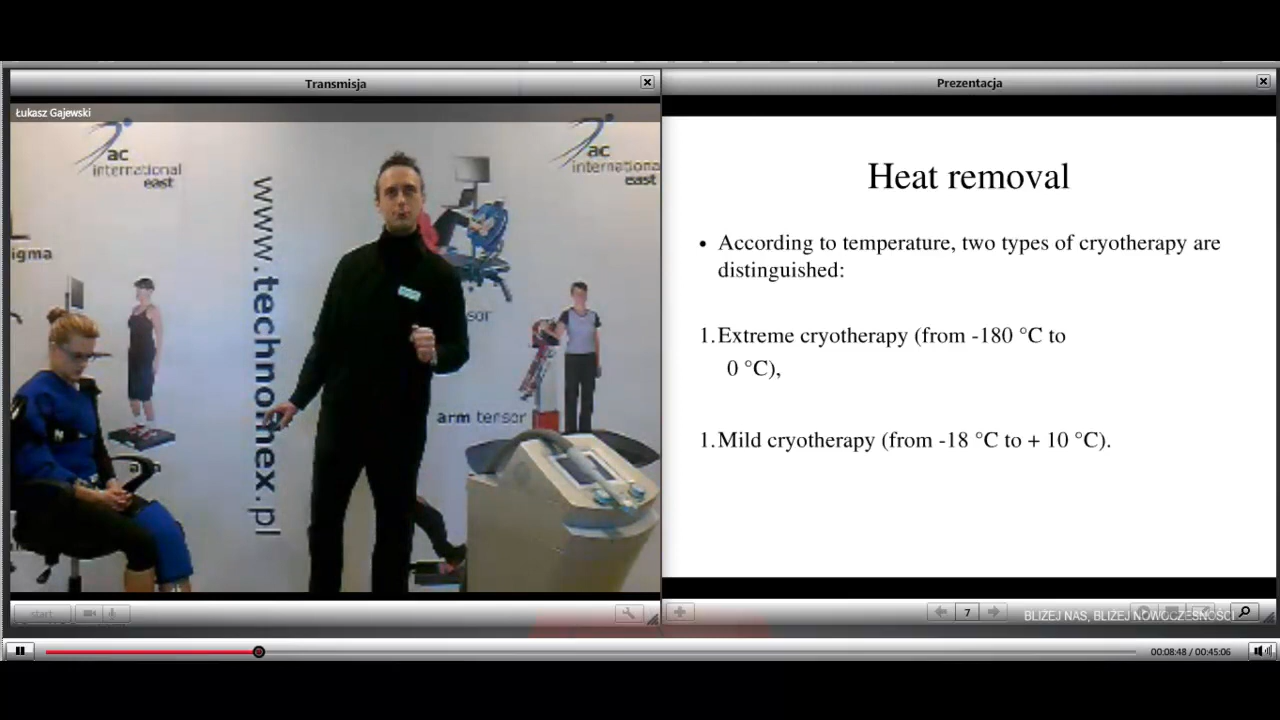 Transmisja
Łukasz Gajewski
ac
international
east
ac
internationa
east
igma
www.technomex.pl
sor
arm tensor
start
Prezentacja
Heat removal
• According to temperature, two types of cryotherapy are
distinguished:
1.Extreme cryotherapy (from -180 °C to
0 °C),
1.Mild cryotherapy (from -18 °C to + 10 °C).
7
BLIŻEJ NAS, BLIŻEJ NOWOCZESNOŚCI
00:08:48 / 00:45:06